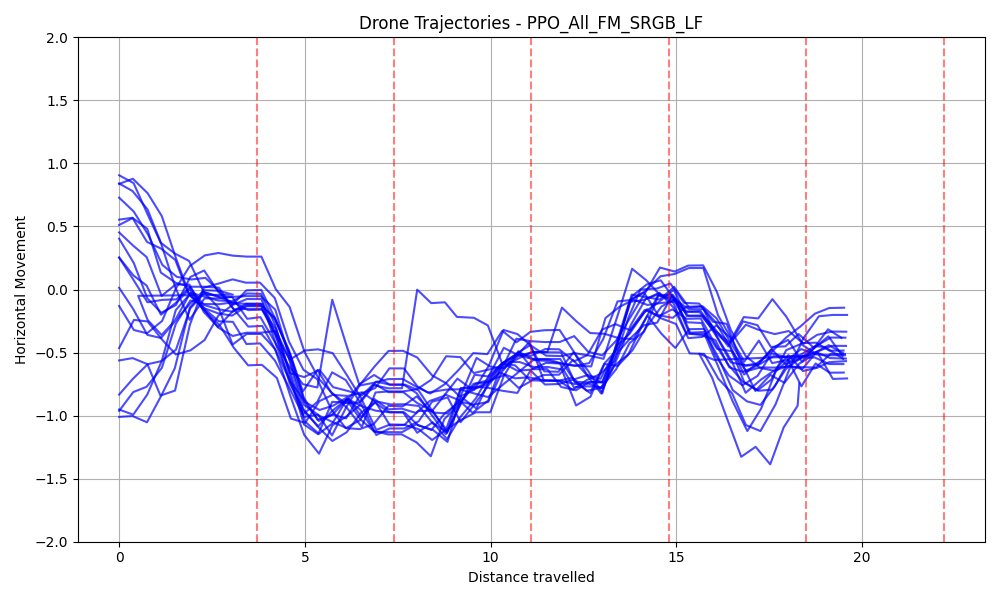 Drone Trajectories - PPO_All_FM_SRGB_LF
2.0
1.5
1.0
0.5
0.0
−0.5
−1.0
−1.5
−2.0
Horizontal Movement
0 5 10 15 20
Distance travelled